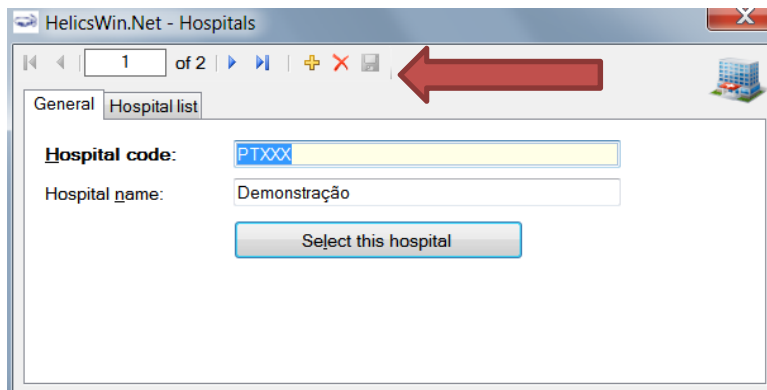 HelicsWin.Net - Hospitals
1 of 2
General Hospital list
Hospital code: PTXXX
Hospital name: Demonstração
Select this hospital